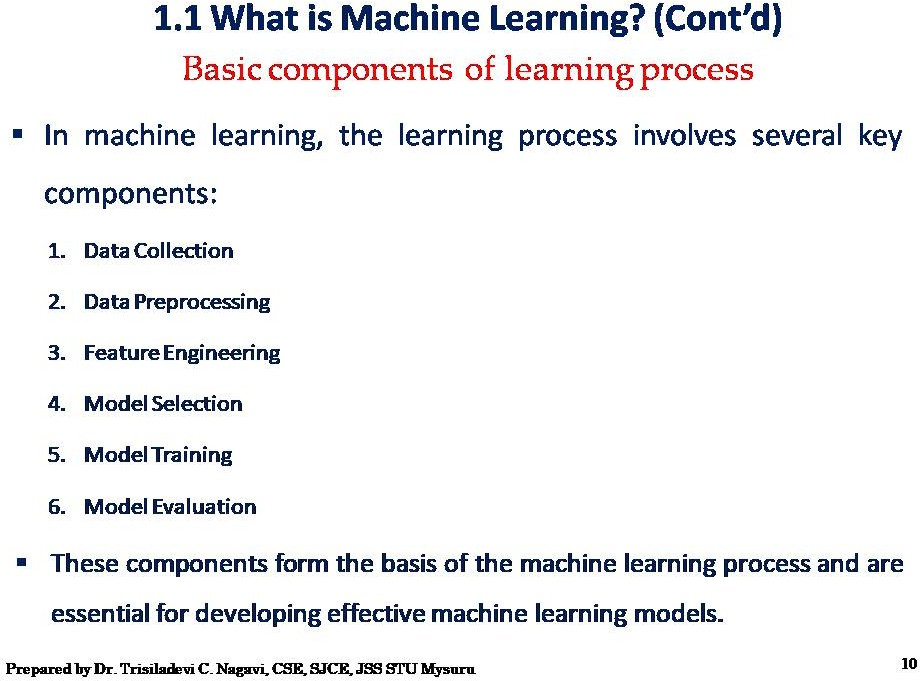 1.1 What is Machine Learning? (Cont’d)
Basic components of learning process
▪ In machine learning, the learning process involves several key
components:
1. Data Collection
2. Data Preprocessing
3. Feature Engineering
4. Model Selection
5. Model Training
6. Model Evaluation
▪ These components form the basis of the machine learning process and are
essential for developing effective machine learning models.
Prepared by Dr. Trisiladevi C. Nagavi, CSE, SJCE, JSS STU Mysuru
10